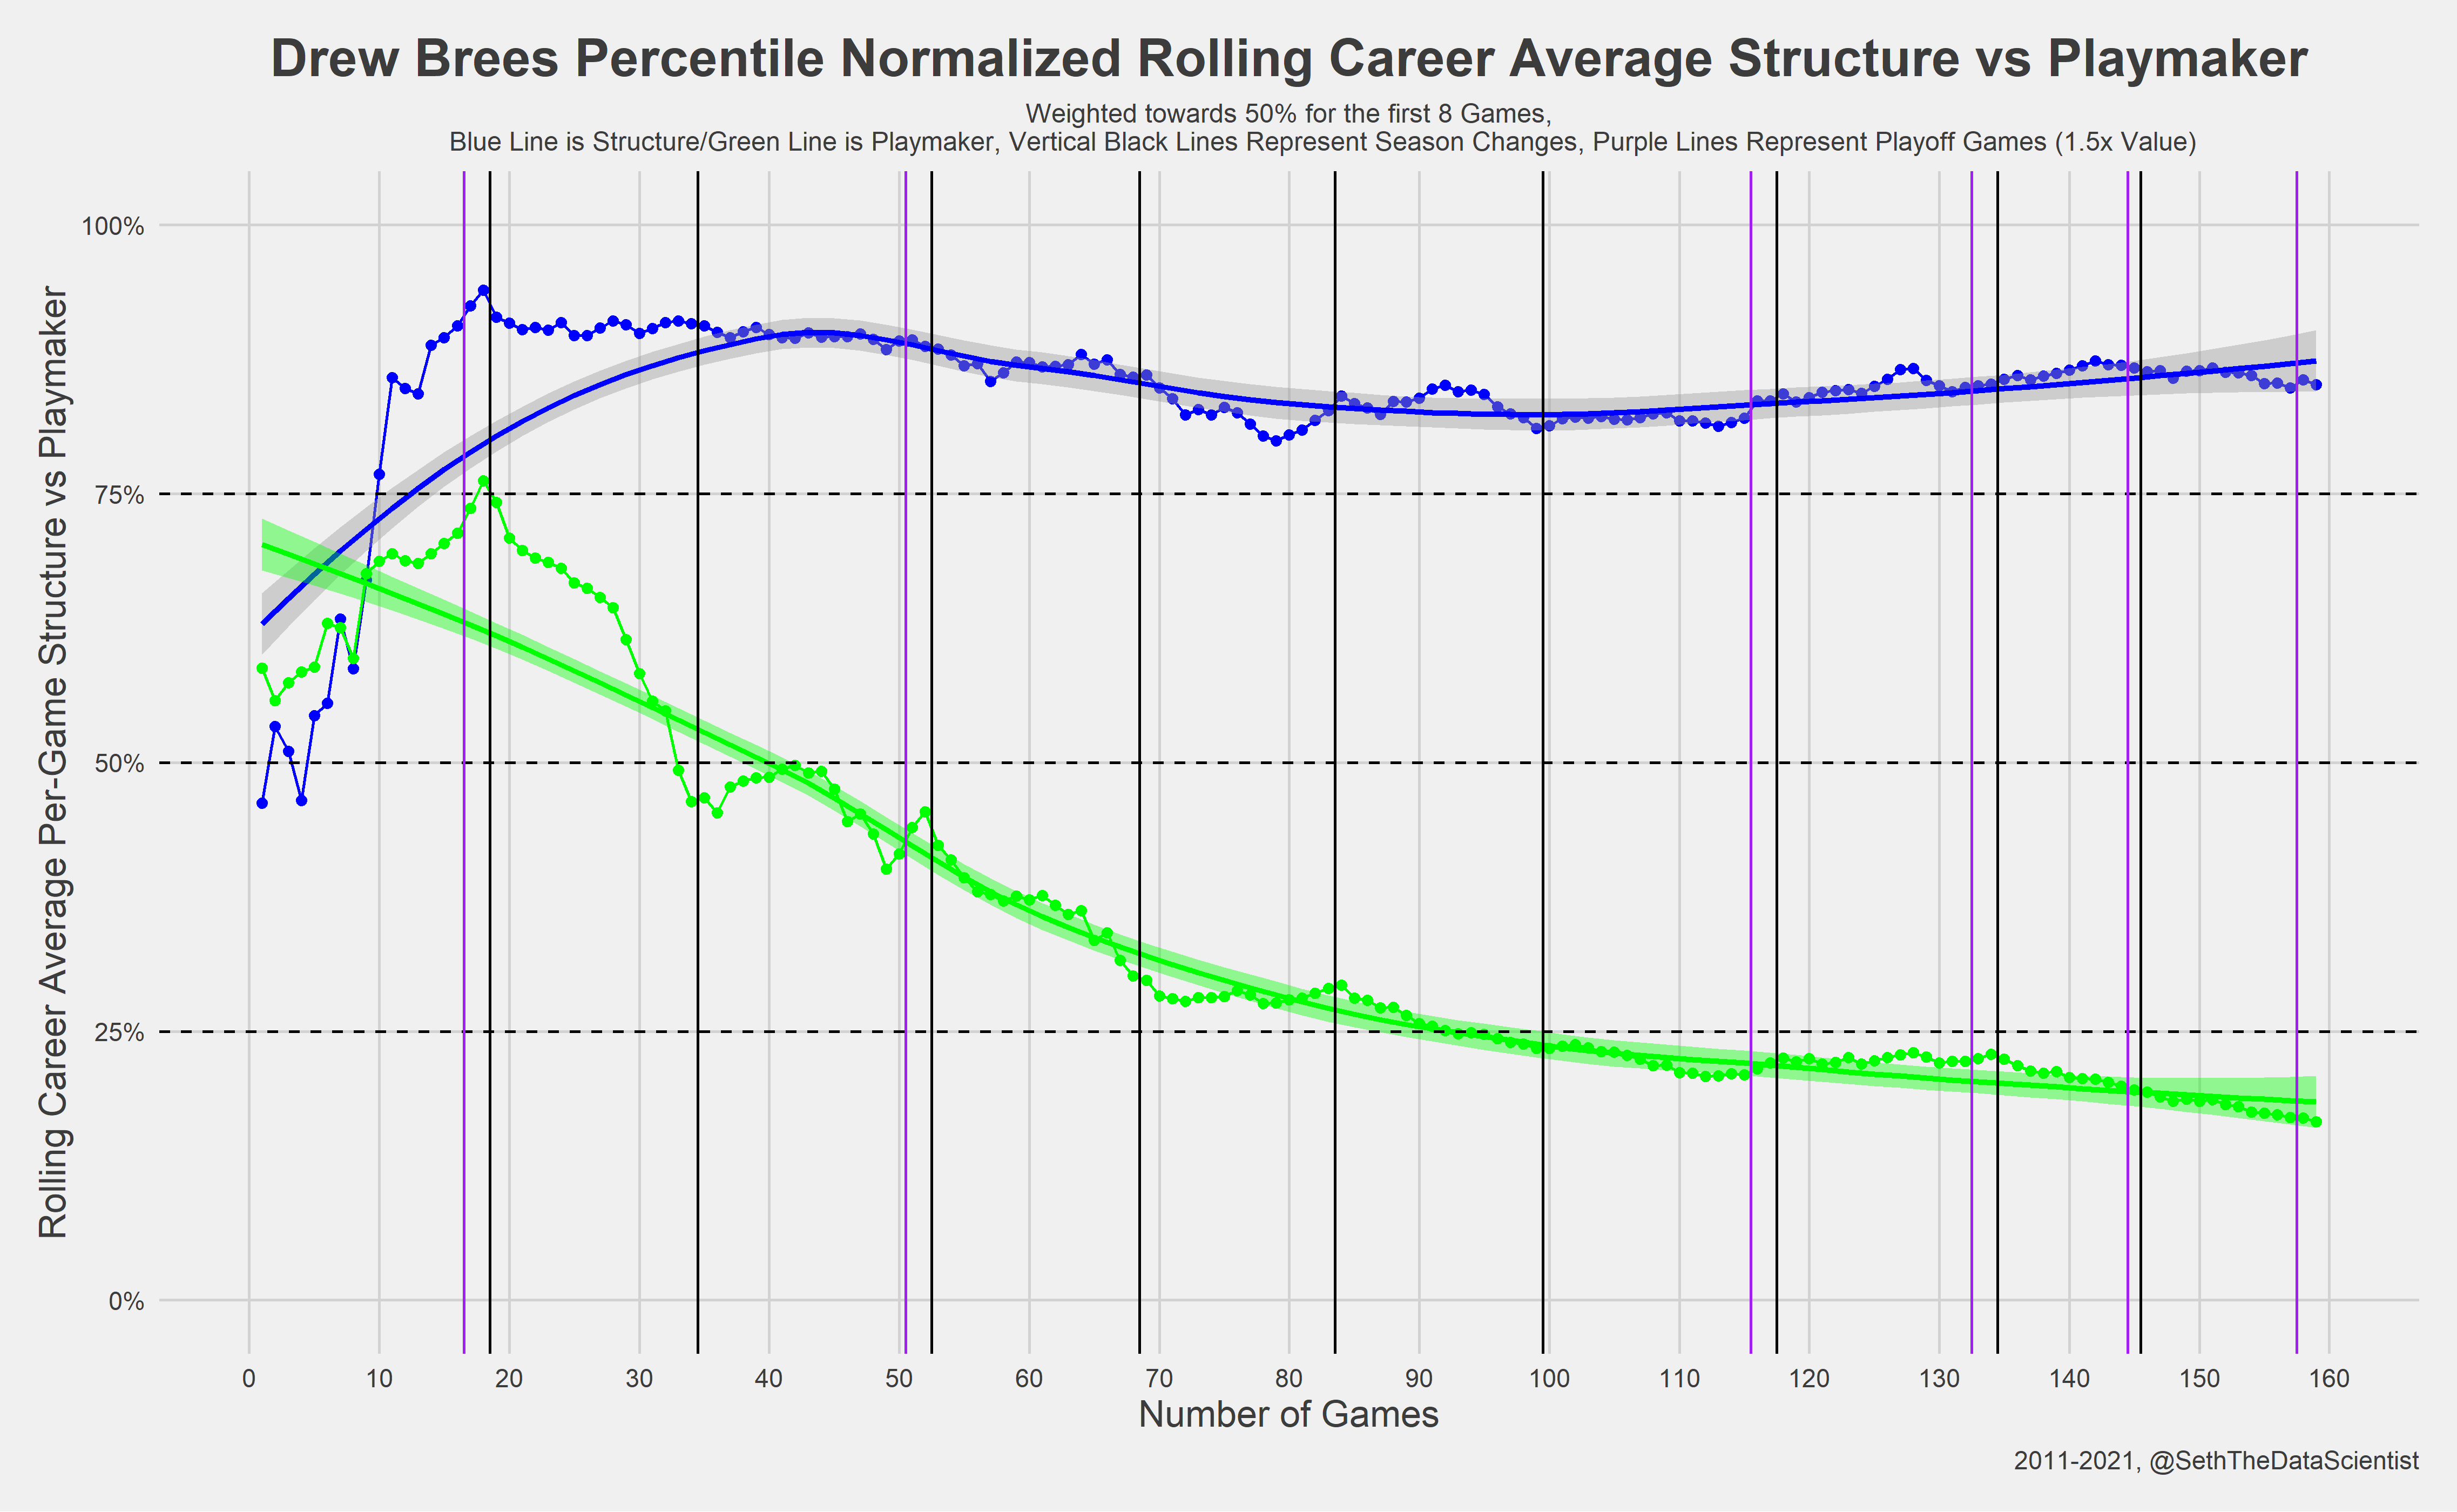 Drew Brees Percentile Normalized Rolling Career Average Structure vs Playmaker
Weighted towards 50% for the first 8 Games,
Blue Line is Structure/Green Line is Playmaker, Vertical Black Lines Represent Season Changes, Purple Lines Represent Playoff Games (1.5x Value)
Rolling Career Average Per-Game Structure vs Playmaker
100%
75%
50%
25%
0%
0 10 20 30 40 50 60 70 80 90 100 110 120 130 140 150 160
Number of Games
2011-2021, @SethTheDataScientist